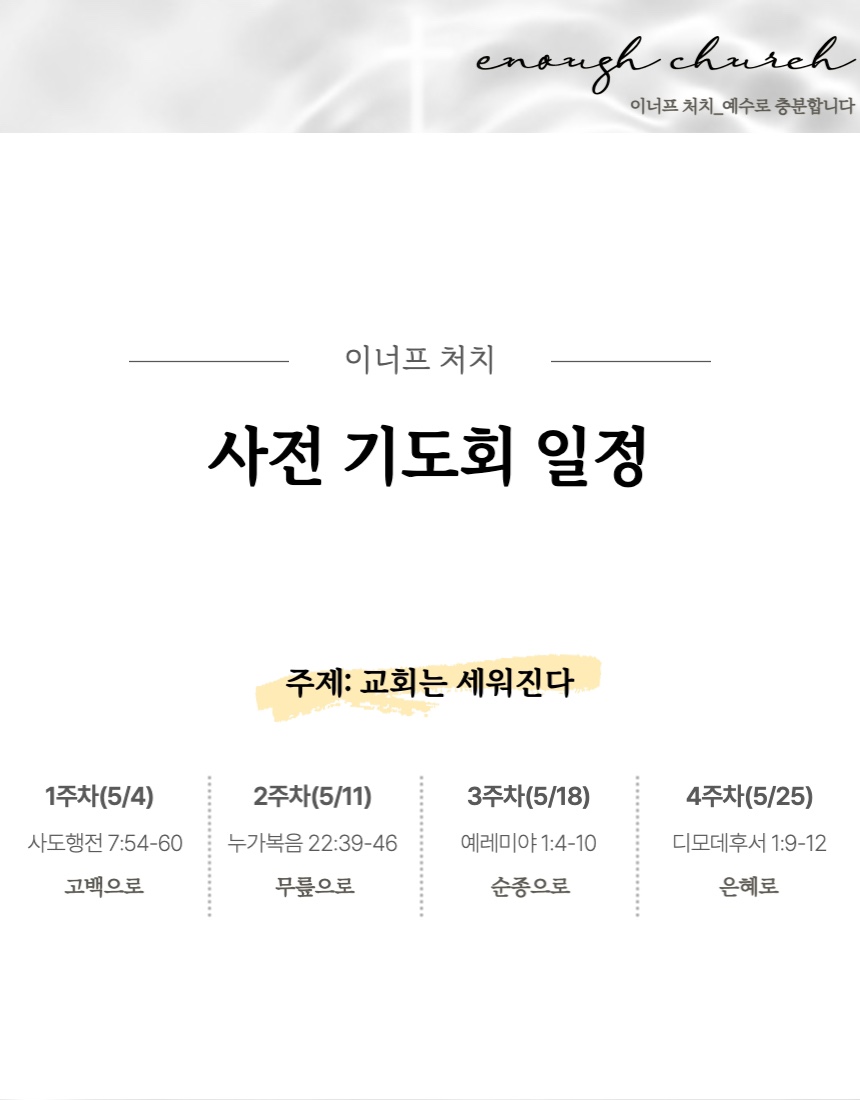 enough church
이너프 처치_예수로 충분합니다
이너프 처치
사전 기도회 일정
주제: 교회는 세워진다
1주차(5/4)
사도행전 7:54-60
고백으로
2주차(5/11)
누가복음 22:39-46
무릎으로
3주차(5/18)
예레미야 1:4-10
순종으로
4주차(5/25)
디모데후서 1:9-12
은혜로